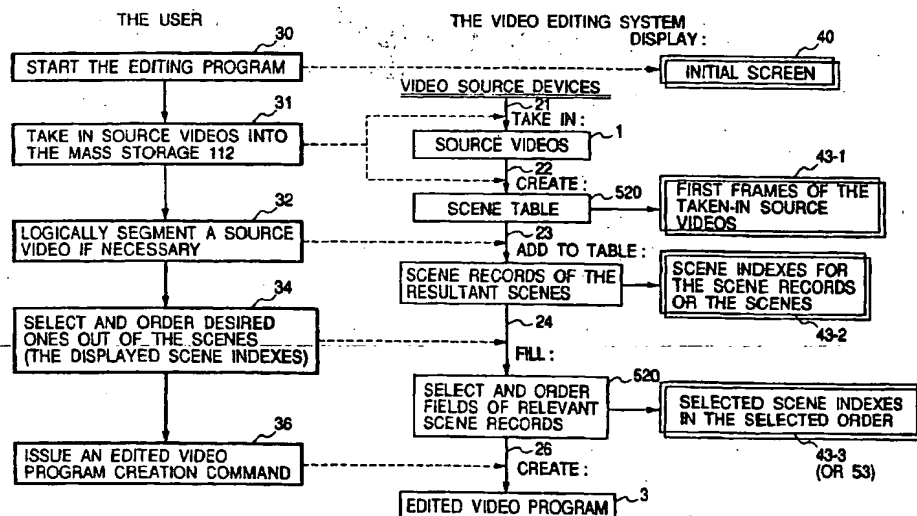 THE USER
THE VIDEO EDITING SYSTEM
DISPLAY:
30
START THE EDITING PROGRAM
40
INITIAL SCREEN
VIDEO SOURCE DEVICES
31
TAKE IN SOURCE VIDEOS INTO
THE MASS STORAGE 112
21
TAKE IN:
1
SOURCE VIDEOS
22
CREATE:
520
SCENE TABLE
43-1
FIRST FRAMES OF THE
TAKEN-IN SOURCE
VIDEOS
32
LOGICALLY SEGMENT A SOURCE
VIDEO IF NECESSARY
23
ADD TO TABLE:
SCENE RECORDS OF THE
RESULTANT SCENES
SCENE INDEXES FOR
THE SCENE RECORDS
OR THE SCENES
43-2
34
SELECT AND ORDER DESIRED
ONES OUT OF THE SCENES
(THE DISPLAYED SCENE INDEXES)
24
FILL:
520
SELECT AND ORDER
FIELDS OF RELEVANT
SCENE RECORDS
SELECTED SCENE INDEXES
IN THE SELECTED ORDER
43-3
(OR 53)
36
ISSUE AN EDITED VIDEO
PROGRAM CREATION COMMAND
26
CREATE:
3
EDITED VIDEO PROGRAM